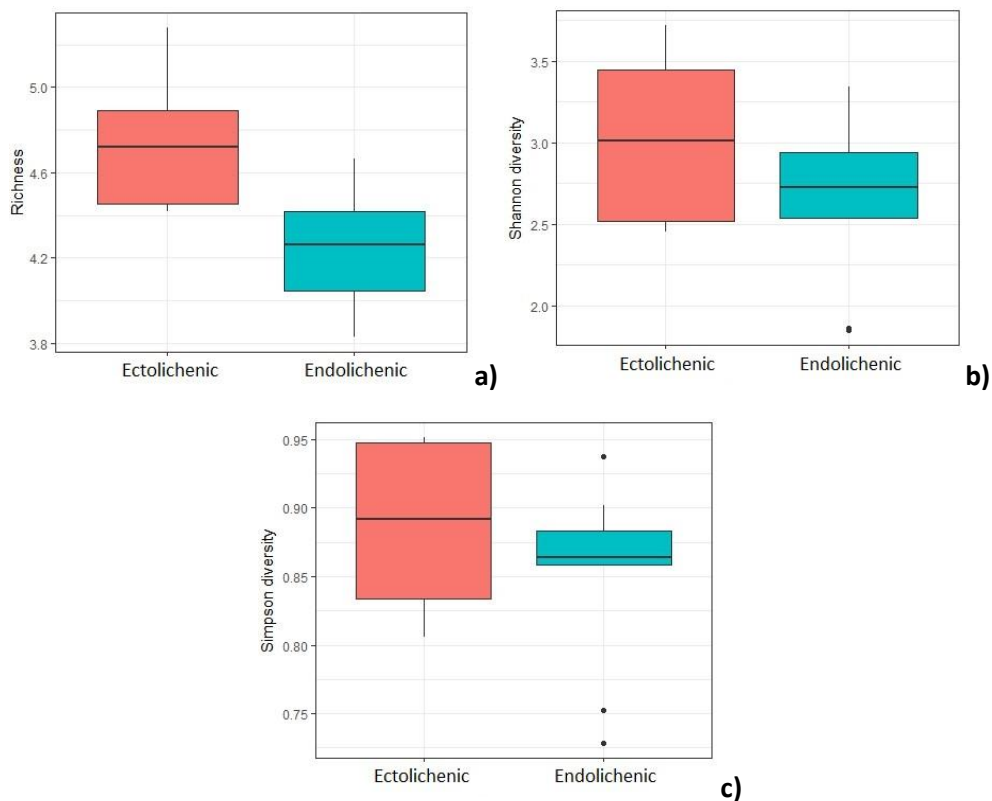 Richness
5.0
4.6
4.2
3.8
Ectolichenic Endolichenic
a)
Shannon diversity
3.5
3.0
2.5
2.0
Ectolichenic Endolichenic
b)
Simpson diversity
0.95
0.90
0.85
0.80
0.75
Ectolichenic Endolichenic
c)